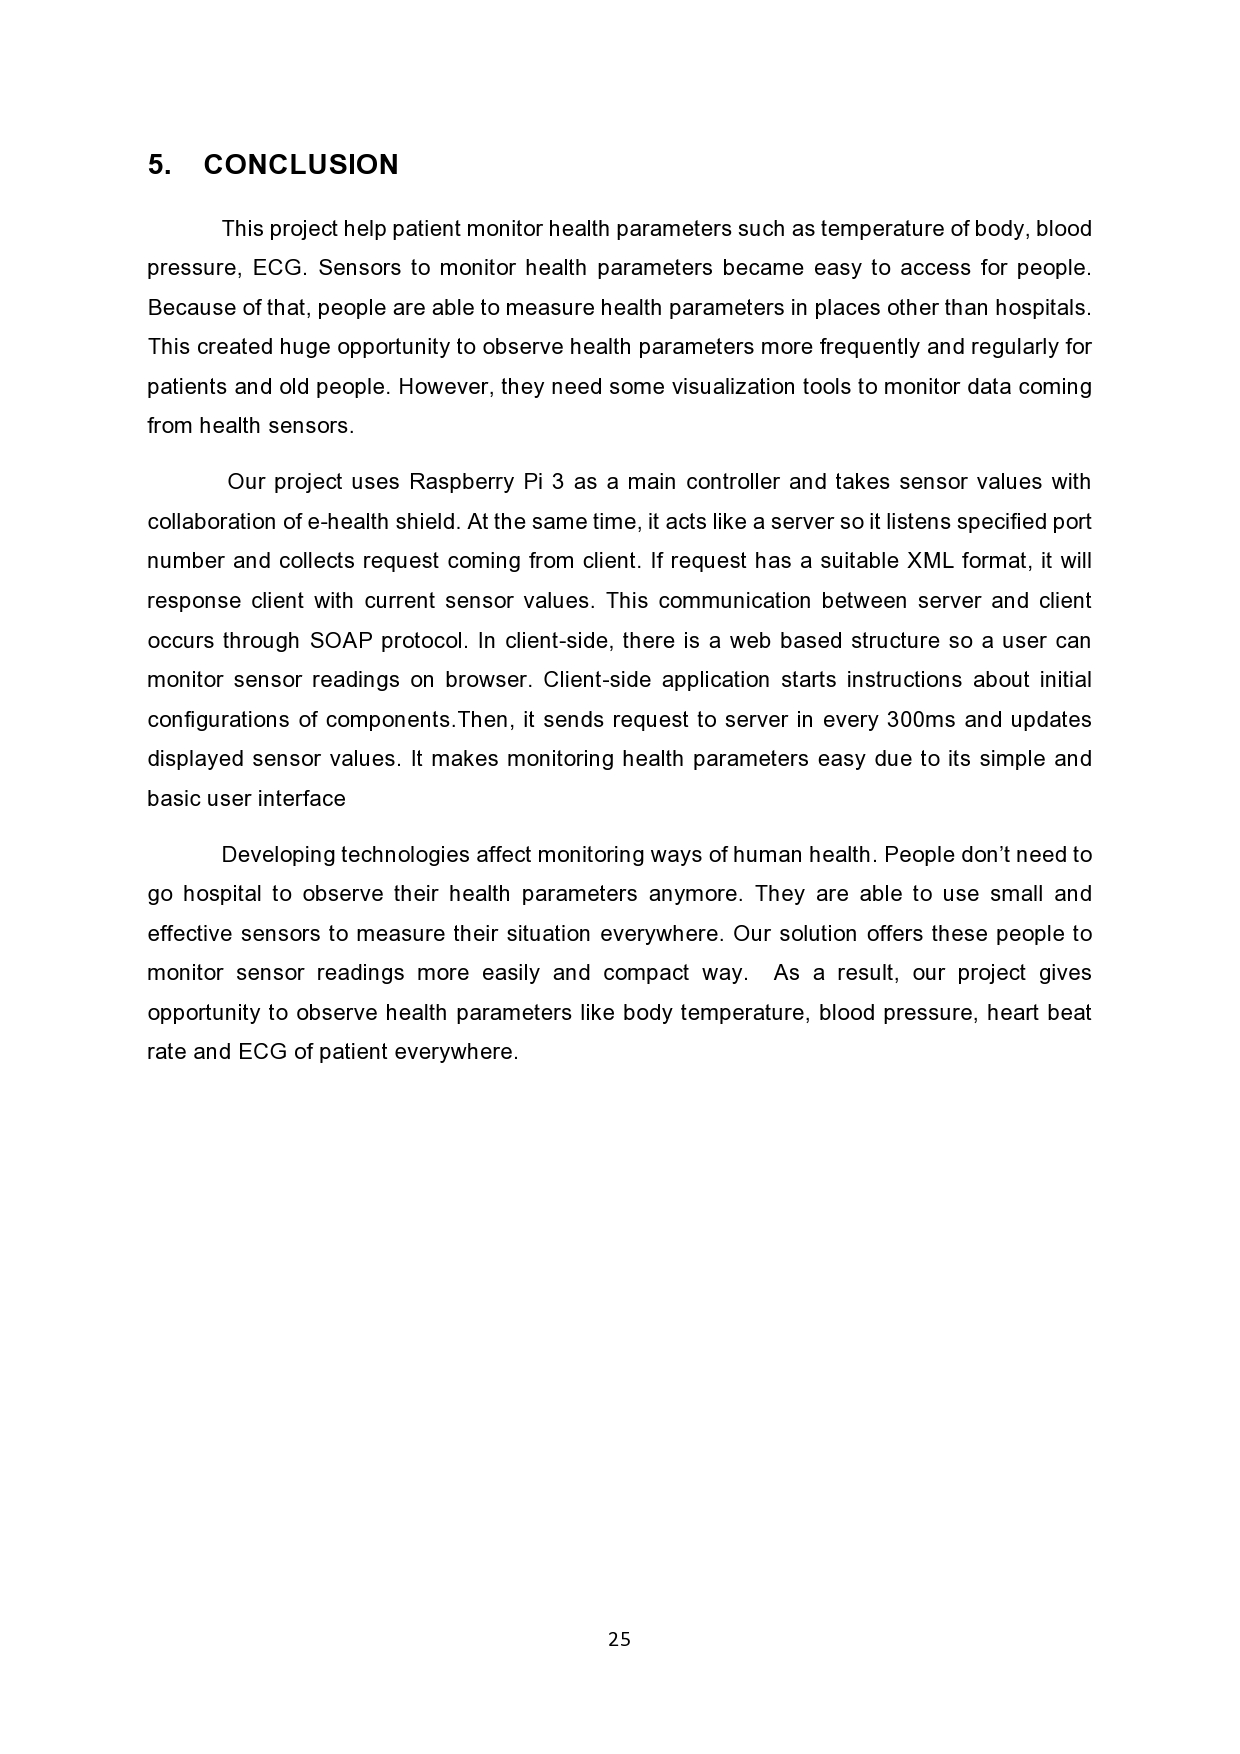 5. CONCLUSION
This project help patient monitor health parameters such as temperature of body, blood
pressure, ECG. Sensors to monitor health parameters became easy to access for people.
Because of that, people are able to measure health parameters in places other than hospitals.
This created huge opportunity to observe health parameters more frequently and regularly for
patients and old people. However, they need some visualization tools to monitor data coming
from health sensors.
Our project uses Raspberry Pi 3 as a main controller and takes sensor values with
collaboration of e-health shield. At the same time, it acts like a server so it listens specified port
number and collects request coming from client. If request has a suitable XML format, it will
response client with current sensor values. This communication between server and client
occurs through SOAP protocol. In client-side, there is a web based structure so a user can
monitor sensor readings on browser. Client-side application starts instructions about initial
configurations of components.Then, it sends request to server in every 300ms and updates
displayed sensor values. It makes monitoring health parameters easy due to its simple and
basic user interface
Developing technologies affect monitoring ways of human health. People don’t need to
go hospital to observe their health parameters anymore. They are able to use small and
effective sensors to measure their situation everywhere. Our solution offers these people to
monitor sensor readings more easily and compact way. As a result, our project gives
opportunity to observe health parameters like body temperature, blood pressure, heart beat
rate and ECG of patient everywhere.
25